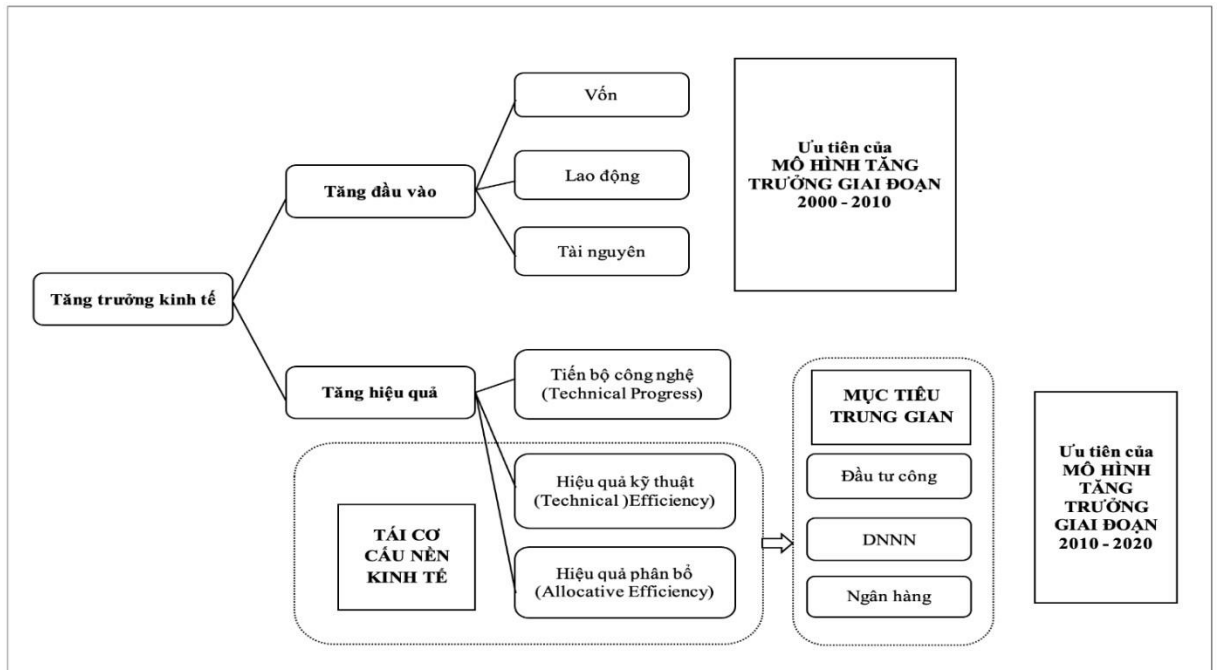 Vốn
Lao động
Tài nguyên
Tăng đầu vào
Ưu tiên của
MÔ HÌNH TĂNG
TRƯỞNG GIAI ĐOẠN
2000 - 2010
Tăng trưởng kinh tế
Tăng hiệu quả
Tiến bộ công nghệ
(Technical Progress)
Hiệu quả kỹ thuật
(Technical )Efficiency)
Hiệu quả phân bổ
(Allocative Efficiency)
TÁI CƠ
CẤU NỀN
KINH TẾ
MỤC TIÊU
TRUNG GIAN
Đầu tư công
DNNN
Ngân hàng
Ưu tiên của
MÔ HÌNH
TĂNG
TRƯỞNG
GIAI ĐOẠN
2010 - 2020